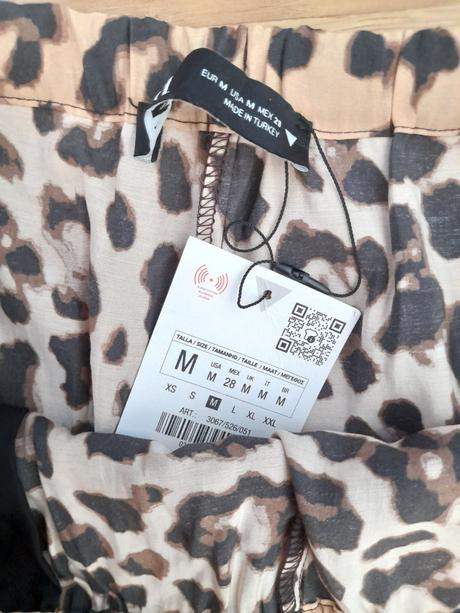 EUR M USA M MEX 28
MADE IN TURKEY
TALLA / SIZE / TAMANHO / TAILLE / MAAT / ΜΕΓΕΘΟΣ
M
USA MEX UK IT BR
M 28 M M M
XS S M L XL XXL
ART.: 3067/526/051